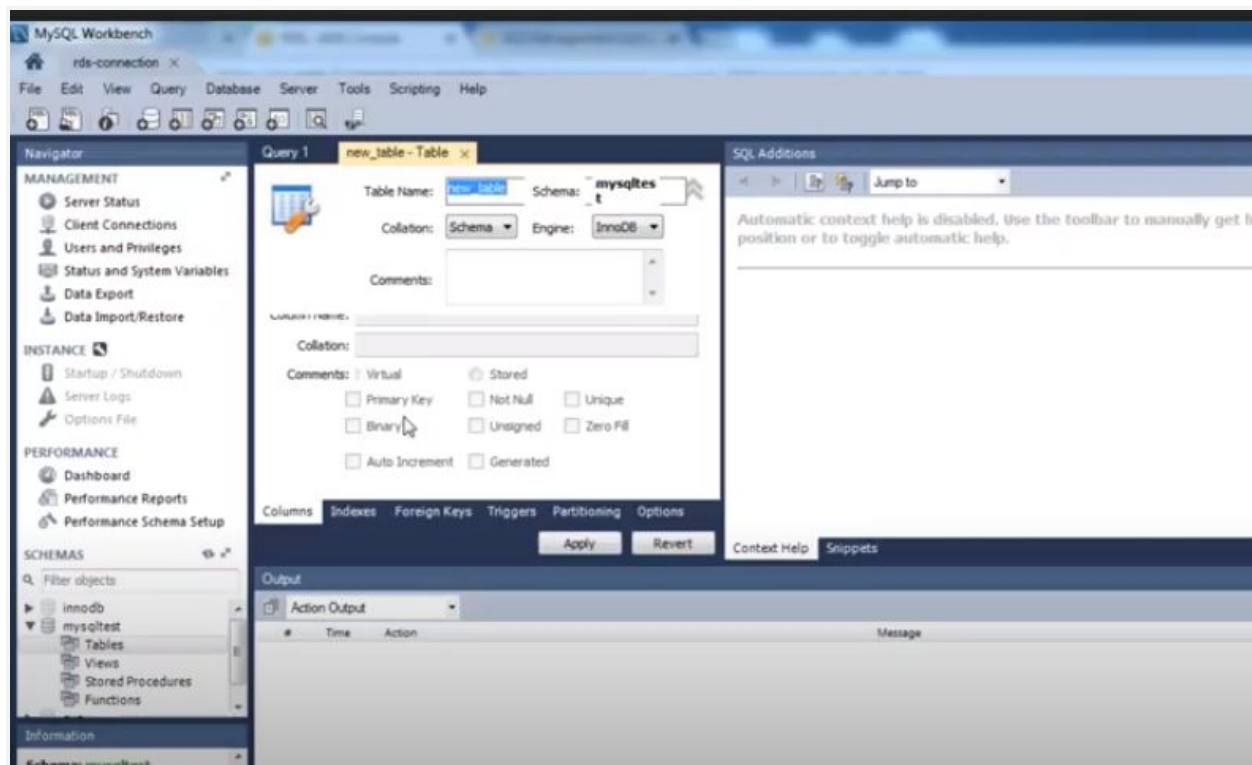 MySQL Workbench
rds-connection
File Edit View Query Database Server Tools Scripting Help
Navigator
MANAGEMENT
Server Status
Client Connections
Users and Privileges
Status and System Variables
Data Export
Data Import/Restore
INSTANCE
Startup / Shutdown
Server Logs
Options File
PERFORMANCE
Dashboard
Performance Reports
Performance Schema Setup
SCHEMAS
Filter objects
innodb
mysqltest
Tables
Views
Stored Procedures
Functions
Information
Schema: mysqltest
Query 1 new_table - Table
Table Name: new_table Schema: mysqltes
t
Collation: Schema Engine: InnoDB
Comments:
Column Name:
Collation:
Comments: Virtual Stored
Primary Key Not Null Unique
Binary Unsigned Zero Fill
Auto Increment Generated
Columns Indexes Foreign Keys Triggers Partitioning Options
Apply Revert
SQL Additions
Jump to
Automatic context help is disabled. Use the toolbar to manually get
position or to toggle automatic help.
Context Help Snippets
Output
Action Output
# Time Action Message